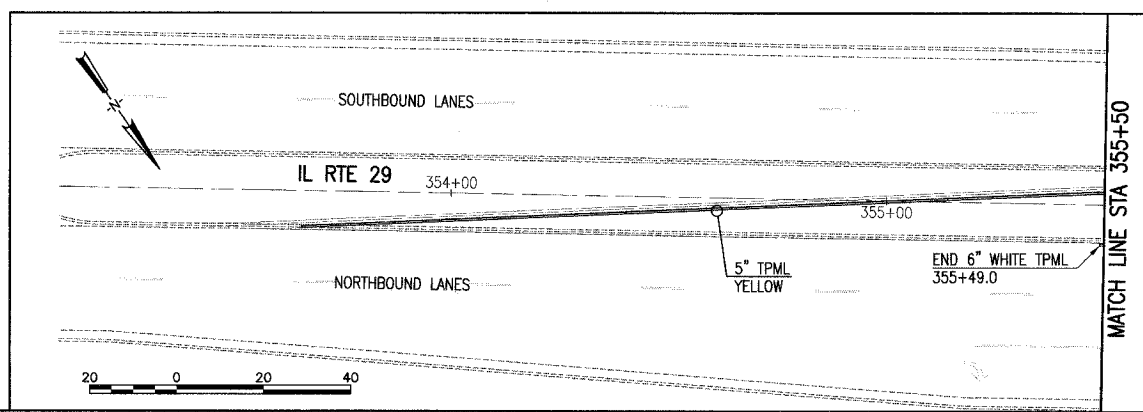 SOUTHBOUND LANES
-N-
IL RTE 29
354+00
355+00
5" TPML
YELLOW
END 6" WHITE TPML
355+49.0
NORTHBOUND LANES
20 0 20 40
MATCH LINE STA 355+50